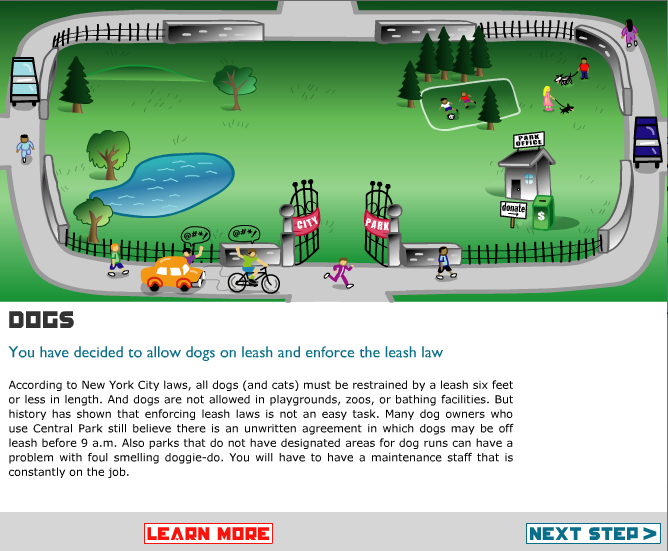 PARK
OFFICE
donate
$
CITY
PARK
@#*!
@#*!
DOGS
You have decided to allow dogs on leash and enforce the leash law
According to New York City laws, all dogs (and cats) must be restrained by a leash six feet
or less in length. And dogs are not allowed in playgrounds, zoos, or bathing facilities. But
history has shown that enforcing leash laws is not an easy task. Many dog owners who
use Central Park still believe there is an unwritten agreement in which dogs may be off
leash before 9 a.m. Also parks that do not have designated areas for dog runs can have a
problem with foul smelling doggie-do. You will have to have a maintenance staff that is
constantly on the job.
LEARN MORE
NEXT STEP >